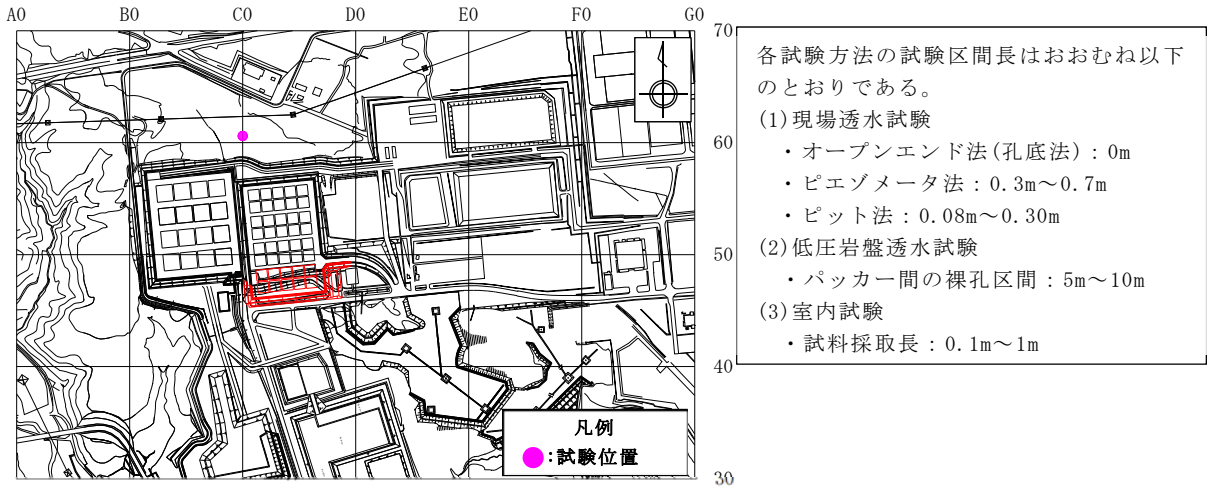 A0 B0 C0 D0 E0 F0 G0
70
60
50
40
30
凡例
:試験位置
各試験方法の試験区間長はおおむね以下
のとおりである。
(1)現場透水試験
・オープンエンド法(孔底法)：0m
・ピエゾメータ法：0.3m～0.7m
・ピット法：0.08m～0.30m
(2)低圧岩盤透水試験
・パッカー間の裸孔区間：5m～10m
(3)室内試験
・試料採取長：0.1m～1m